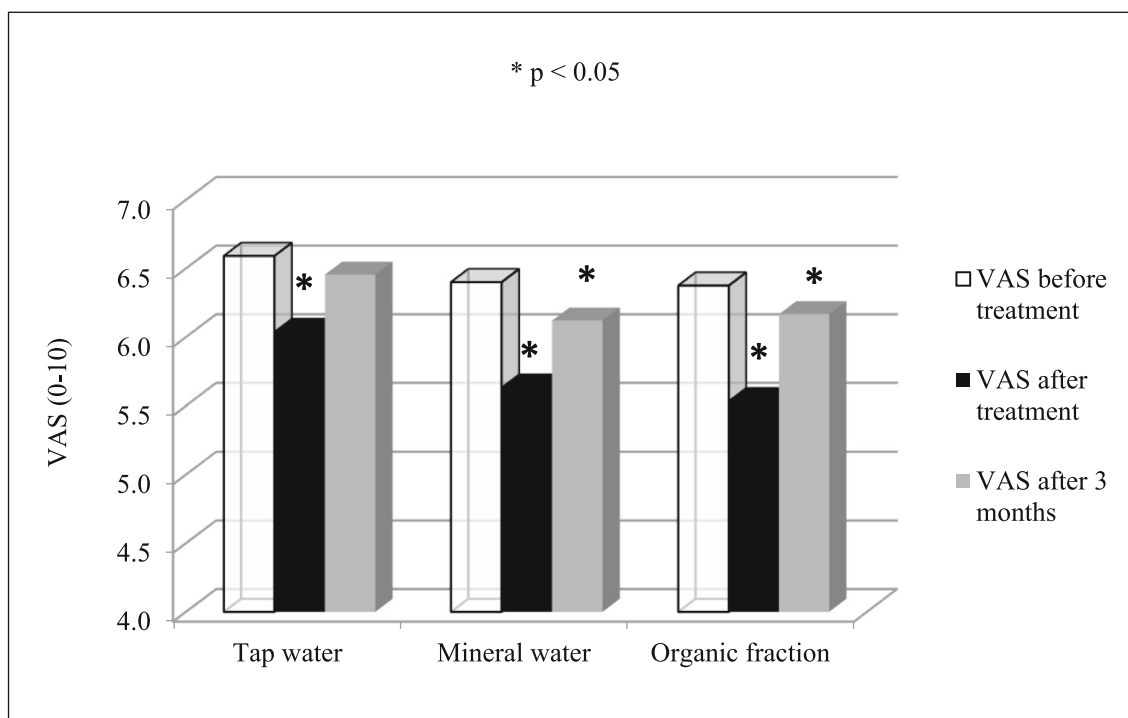 * p < 0.05
7.0
6.5
6.0
5.5
5.0
4.5
4.0
VAS (0-10)
*
*
*
*
*
Tap water
Mineral water
Organic fraction
VAS before
treatment
VAS after
treatment
VAS after 3
months